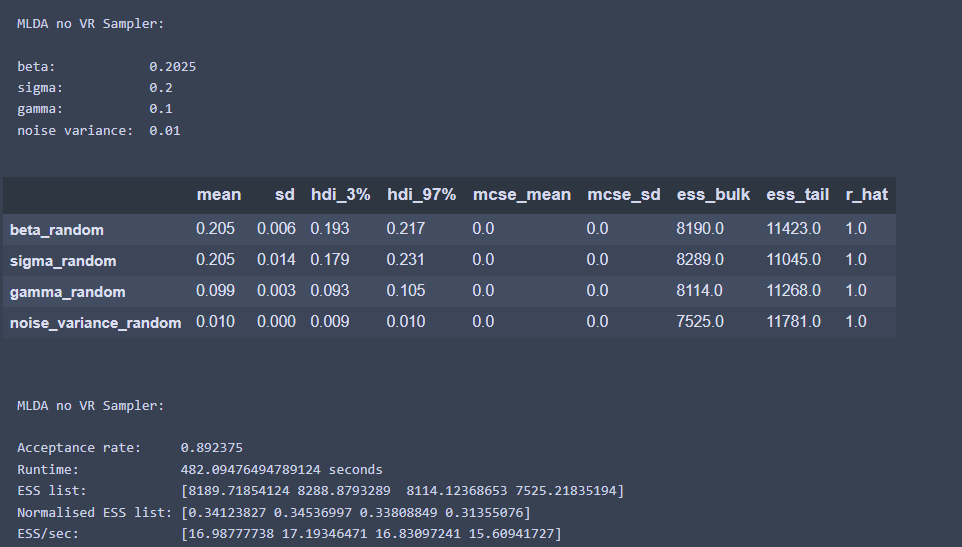 MLDA no VR Sampler:
beta: 0.2025
sigma: 0.2
gamma: 0.1
noise variance: 0.01
mean sd hdi_3% hdi_97% mcse_mean mcse_sd ess_bulk ess_tail r_hat
beta_random 0.205 0.006 0.193 0.217 0.0 0.0 8190.0 11423.0 1.0
sigma_random 0.205 0.014 0.179 0.231 0.0 0.0 8289.0 11045.0 1.0
gamma_random 0.099 0.003 0.093 0.105 0.0 0.0 8114.0 11268.0 1.0
noise_variance_random 0.010 0.000 0.009 0.010 0.0 0.0 7525.0 11781.0 1.0
MLDA no VR Sampler:
Acceptance rate: 0.892375
Runtime: 482.09476494789124 seconds
ESS list: [8189.71854124 8288.8793289 8114.12368653 7525.21835194]
Normalised ESS list: [0.34123827 0.34536997 0.33808849 0.31355076]
ESS/sec: [16.98777738 17.19346471 16.83097241 15.60941727]